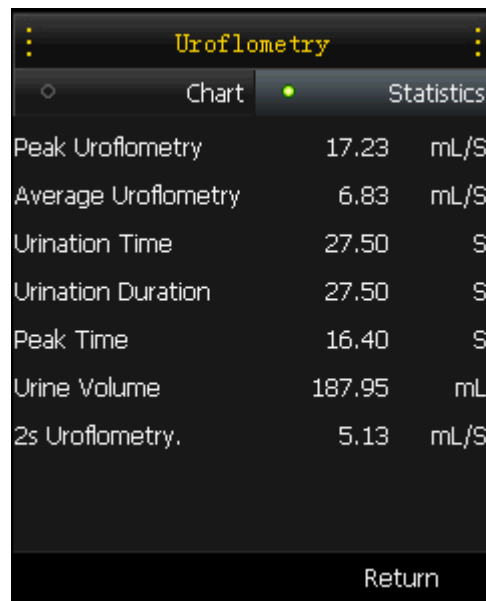 Uroflometry
Chart Statistics
Peak Uroflometry 17.23 mL/S
Average Uroflometry 6.83 mL/S
Urination Time 27.50 S
Urination Duration 27.50 S
Peak Time 16.40 S
Urine Volume 187.95 mL
2s Uroflometry. 5.13 mL/S
Return